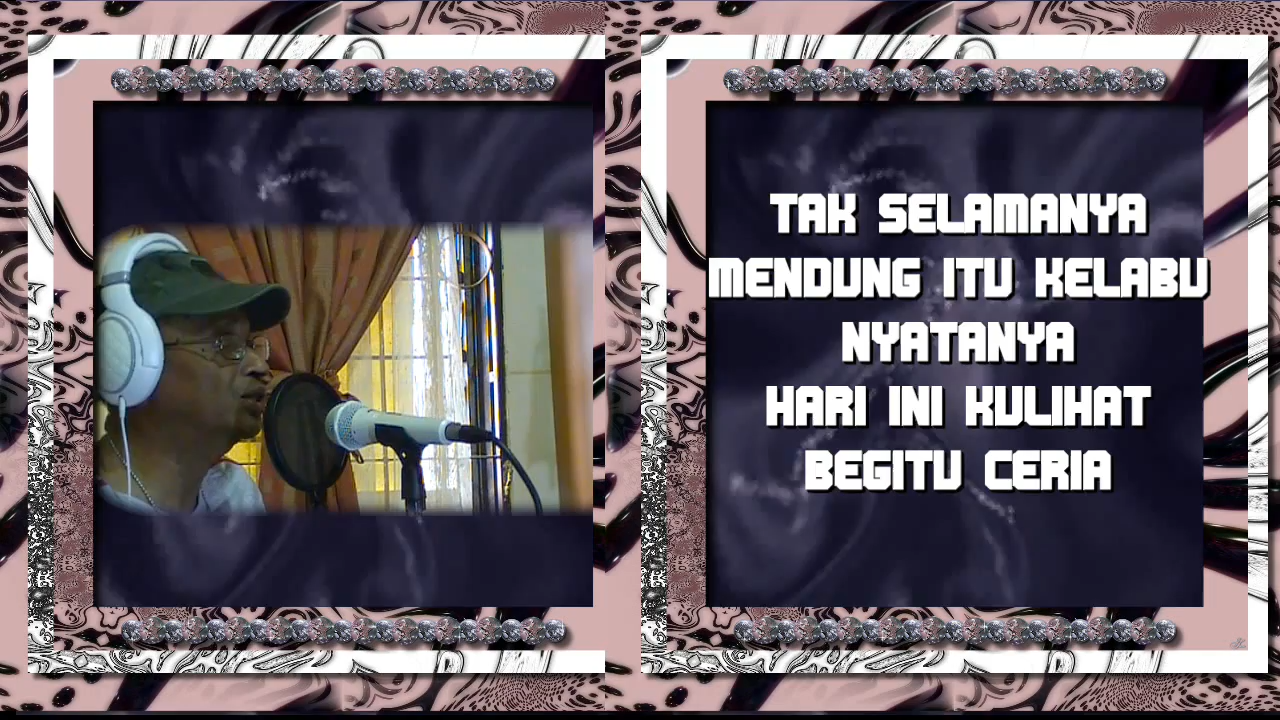 TAK SELAMANYA
MENDUNG ITU KELABU
NYATANYA
HARI INI KULIHAT
BEGITU CERIA